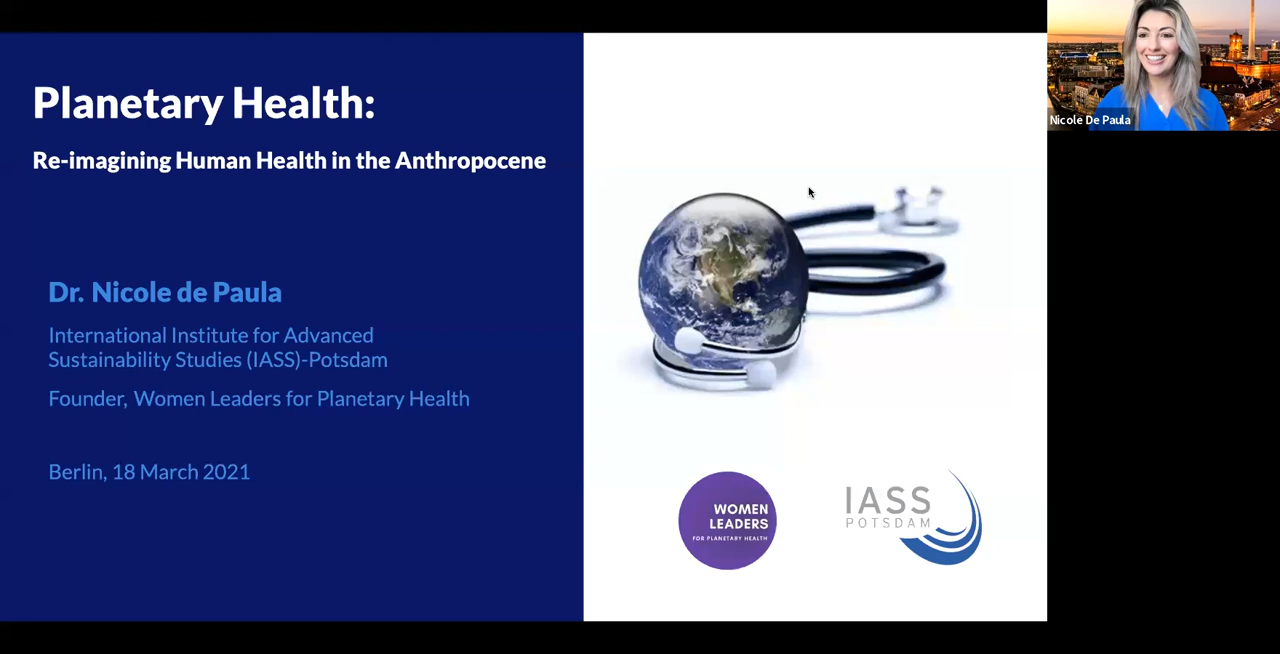 Planetary Health:
Re-imagining Human Health in the Anthropocene
Dr. Nicole de Paula
International Institute for Advanced
Sustainability Studies (IASS)-Potsdam
Founder, Women Leaders for Planetary Health
Berlin, 18 March 2021
WOMEN
LEADERS
FOR PLANETARY HEALTH
IASS
POTSDAM
Nicole De Paula